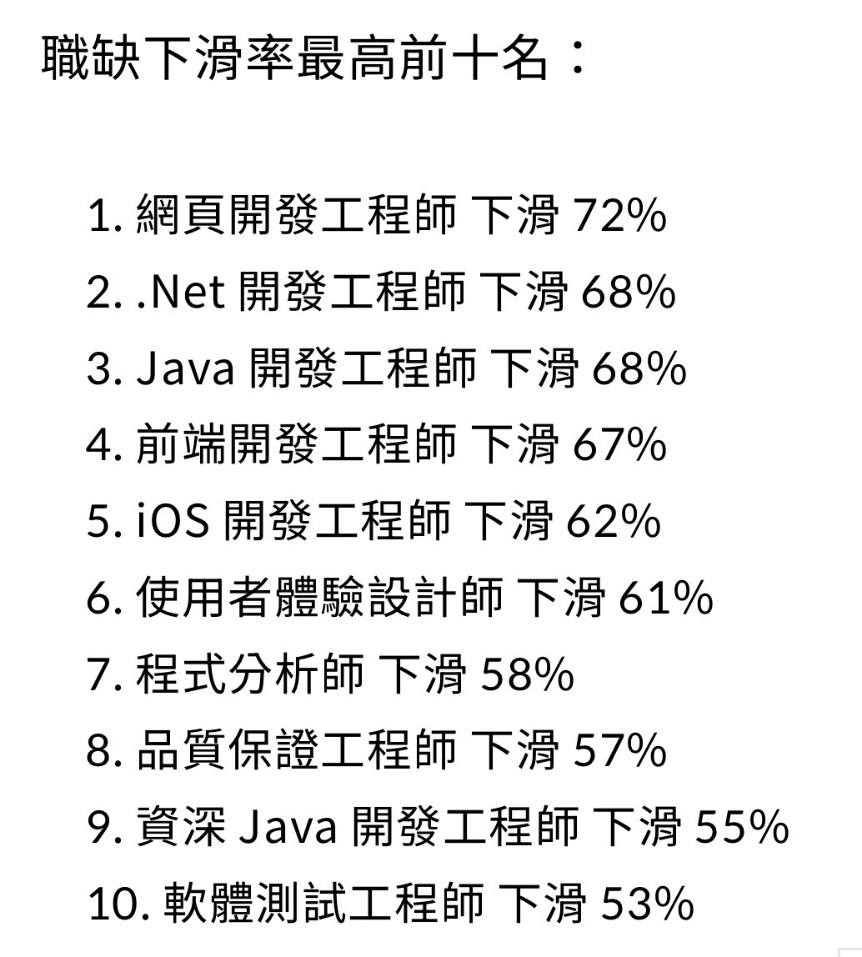 職缺下滑率最高前十名：
1. 網頁開發工程師 下滑 72%
2. .Net 開發工程師 下滑 68%
3. Java 開發工程師 下滑 68%
4. 前端開發工程師 下滑 67%
5. iOS 開發工程師 下滑 62%
6. 使用者體驗設計師 下滑 61%
7. 程式分析師 下滑 58%
8. 品質保證工程師 下滑 57%
9. 資深 Java 開發工程師 下滑 55%
10. 軟體測試工程師 下滑 53%